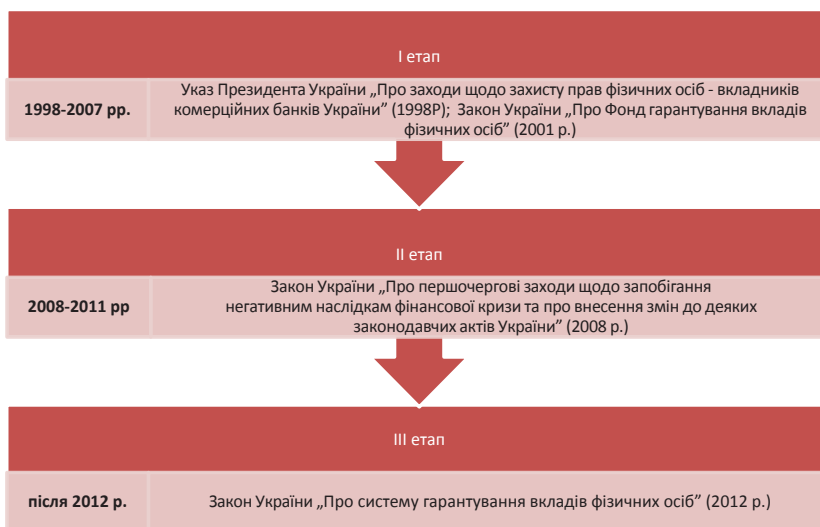 І етап
1998-2007 рр.
Указ Президента України „Про заходи щодо захисту прав фізичних осіб - вкладників
комерційних банків України” (1998Р);  Закон України „Про Фонд гарантування вкладів
фізичних осіб” (2001 р.)
ІІ етап
2008-2011 рр
Закон України „Про першочергові заходи щодо запобігання
негативним наслідкам фінансової кризи та про внесення змін до деяких
законодавчих актів України” (2008 р.)
ІІІ етап
після 2012 р.
Закон України „Про систему гарантування вкладів фізичних осіб” (2012 р.)